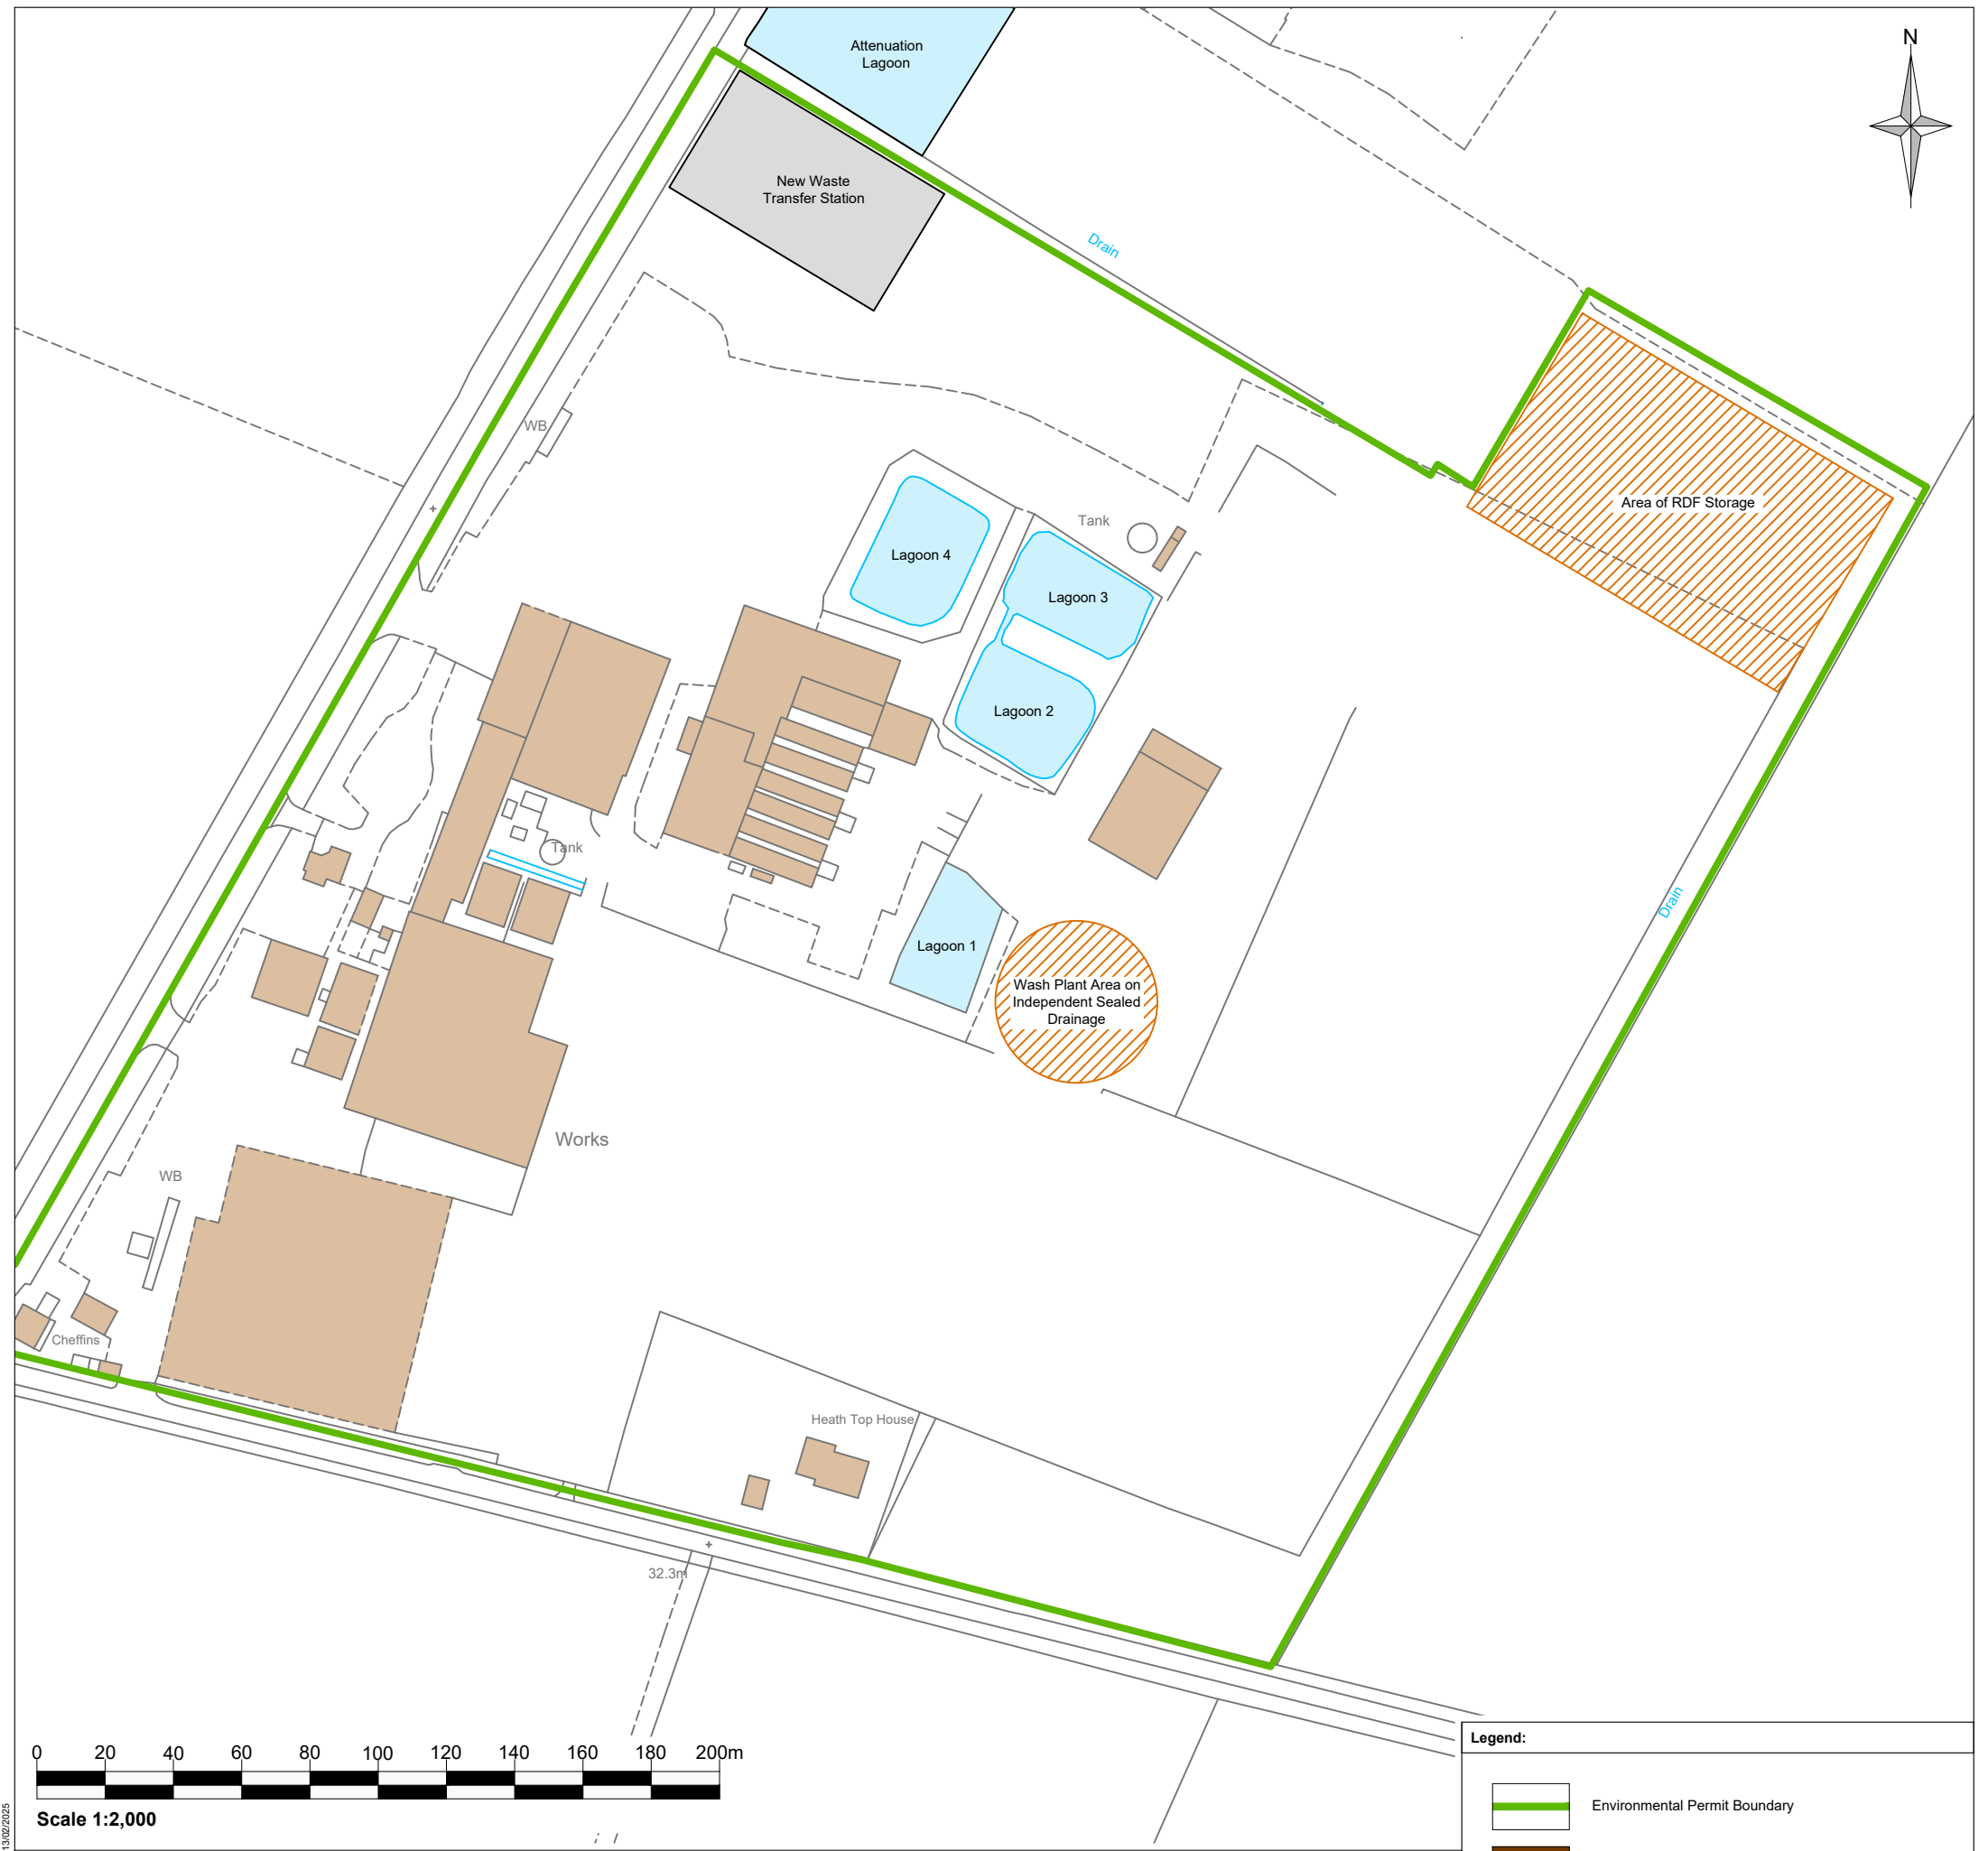 Attenuation
Lagoon
N
New Waste
Transfer Station
Drain
WB
Area of RDF Storage
Tank
Lagoon 4
Lagoon 3
Lagoon 2
Tank
Drain
Lagoon 1
Wash Plant Area on
Independent Sealed
Drainage
Works
WB
Cheffins
Heath Top House
32.3m
0 20 40 60 80 100 120 140 160 180 200m
Scale 1:2,000
13/02/2025
Legend:
Environmental Permit Boundary